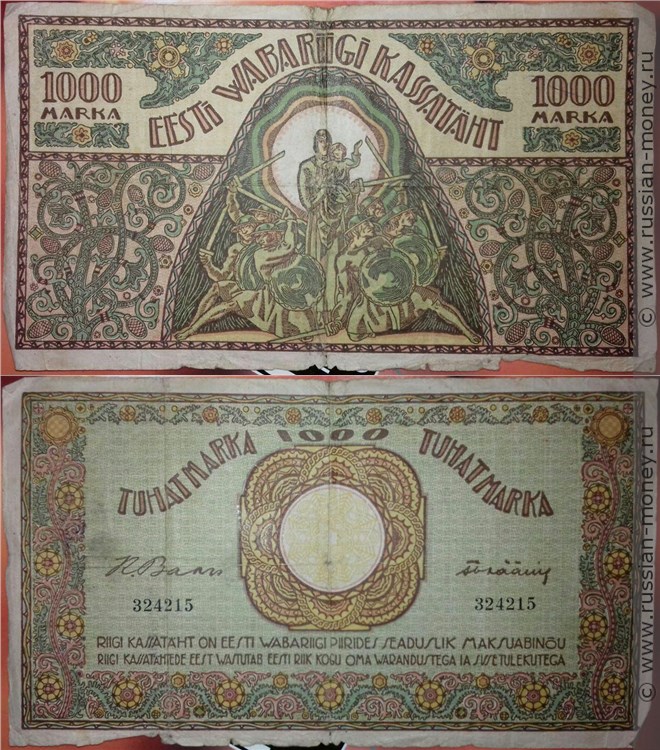 1000
MARKA
EESTI WABARIIGI KASSATÄHT
1000
MARKA
© www.russian-money.ru
TUHAT MARKA 1000 TUHAT MARKA
324215
324215
RIIGI KASSATÄHT ON EESTI WABARIIGI PIIRIDES SEADUSLIK MAKSUABINÕU
RIIGI KASSATÄHTEDE EEST WASTUTAB EESTI RIIK KOGU OMA WARANDUSTEGA JA SISSETULEKUTEGA
© www.russian-money.ru